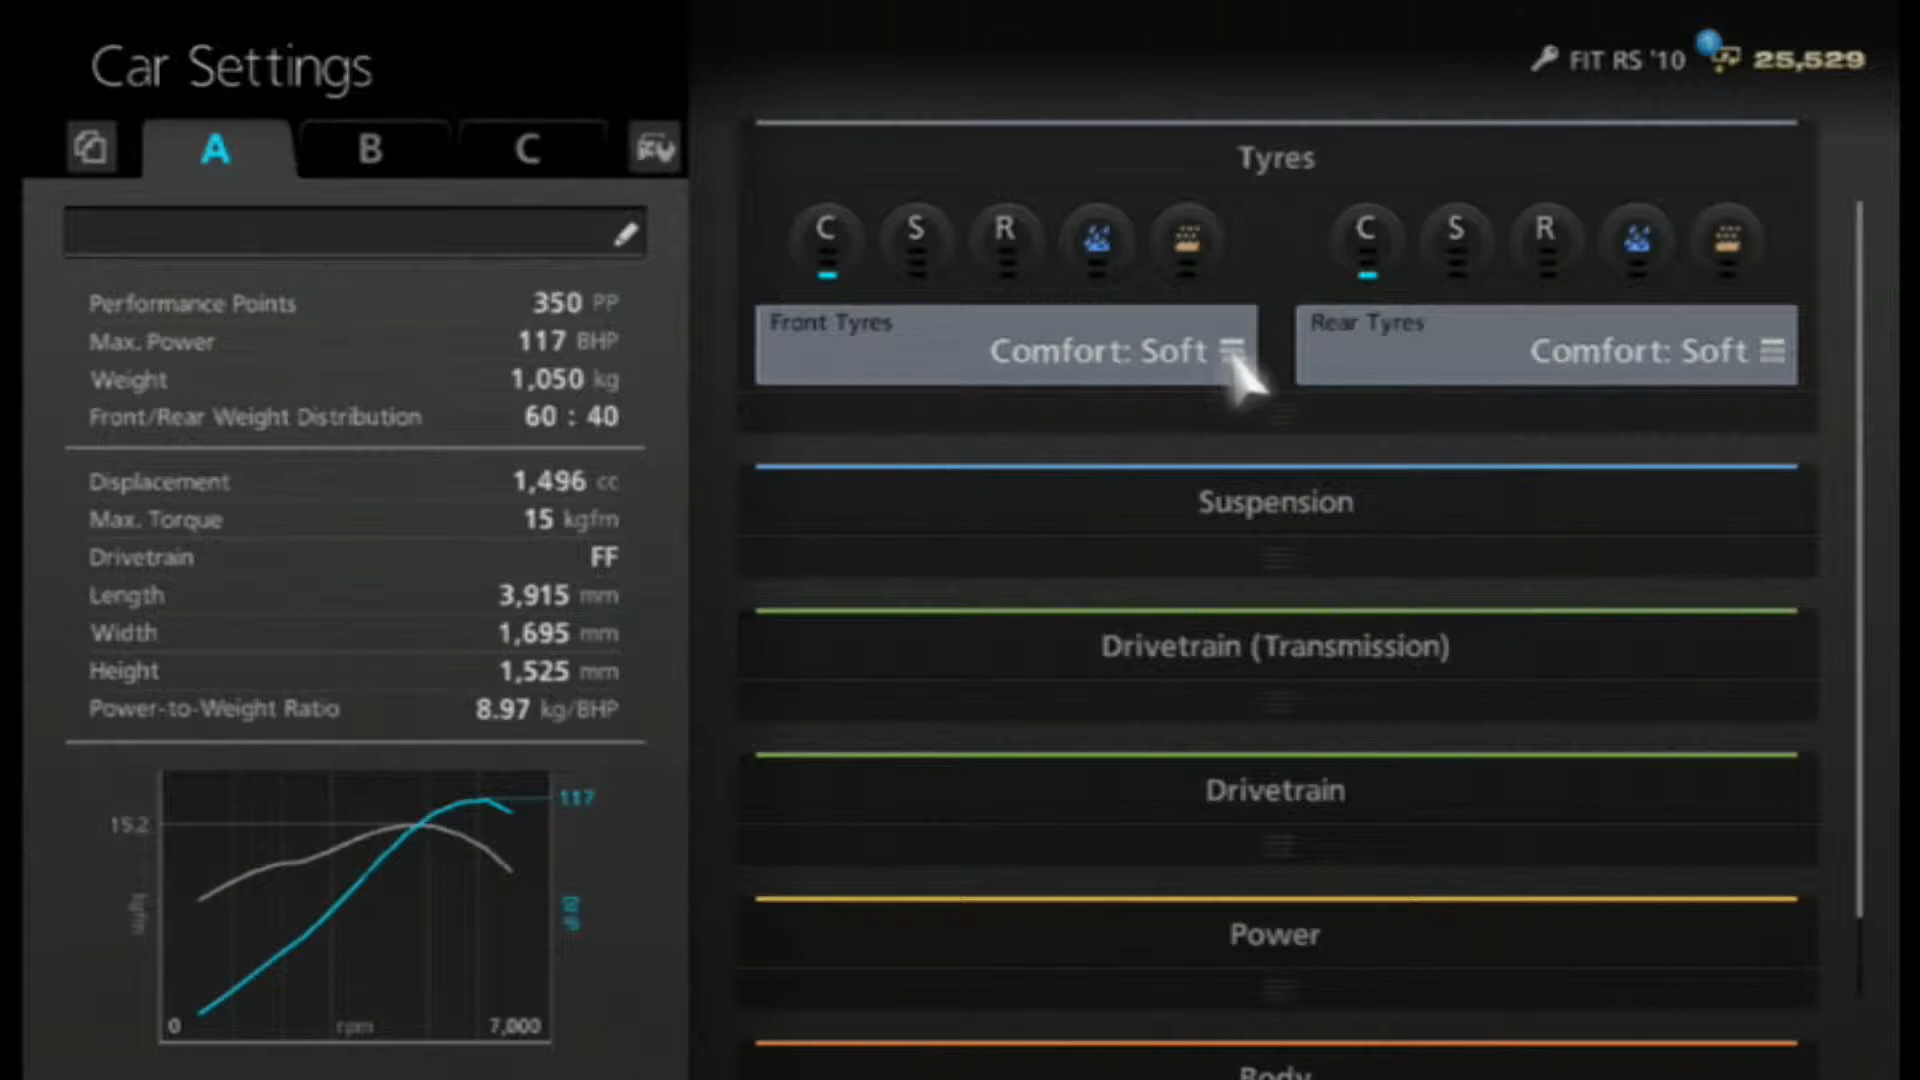 Car Settings
FIT RS '10
25,529
A
B
C
Performance Points 350 PP
Max. Power 117 BHP
Weight 1,050 kg
Front/Rear Weight Distribution 60 : 40
Displacement 1,496 cc
Max. Torque 15 kgfm
Drivetrain FF
Length 3,915 mm
Width 1,695 mm
Height 1,525 mm
Power-to-Weight Ratio 8.97 kg/BHP
117
15.2
kgfm
BHP
0 rpm 7,000
Tyres
C S R
C S R
Front Tyres
Comfort: Soft
Rear Tyres
Comfort: Soft
Suspension
Drivetrain (Transmission)
Drivetrain
Power
Body